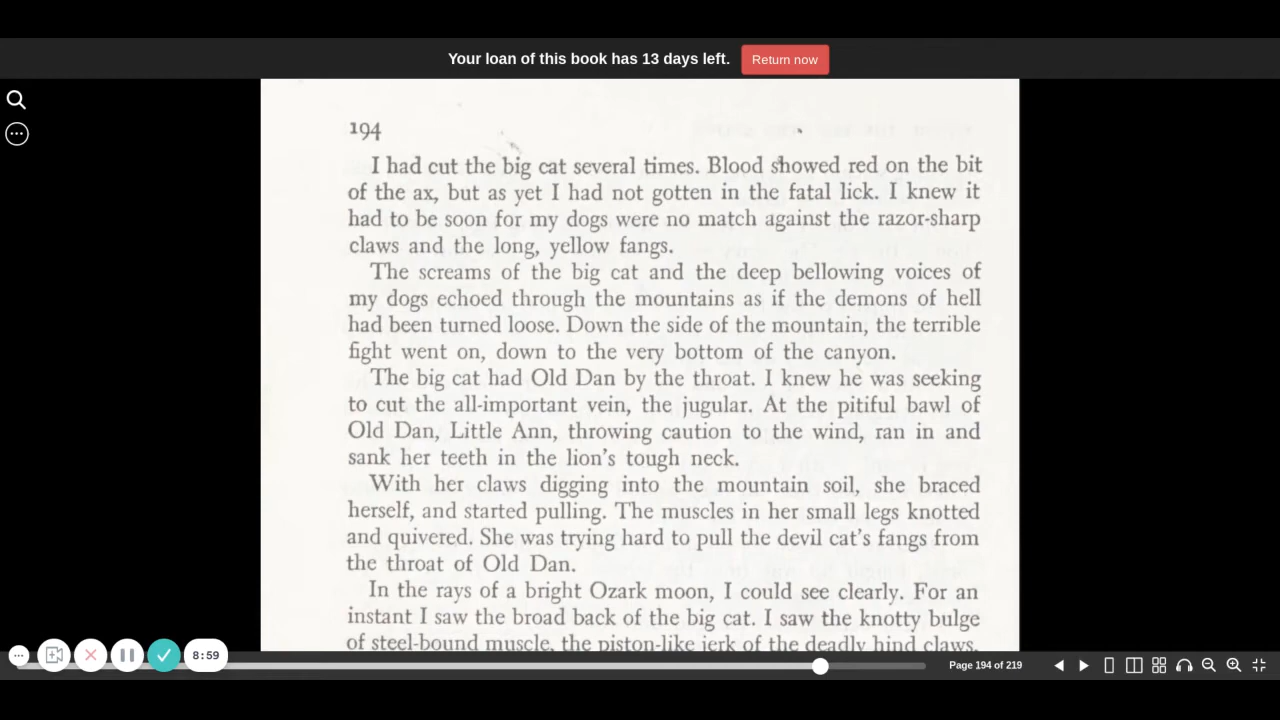 Your loan of this book has 13 days left. Return now
194
I had cut the big cat several times. Blood showed red on the bit
of the ax, but as yet I had not gotten in the fatal lick. I knew it
had to be soon for my dogs were no match against the razor-sharp
claws and the long, yellow fangs.
The screams of the big cat and the deep bellowing voices of
my dogs echoed through the mountains as if the demons of hell
had been turned loose. Down the side of the mountain, the terrible
fight went on, down to the very bottom of the canyon.
The big cat had Old Dan by the throat. I knew he was seeking
to cut the all-important vein, the jugular. At the pitiful bawl of
Old Dan, Little Ann, throwing caution to the wind, ran in and
sank her teeth in the lion's tough neck.
With her claws digging into the mountain soil, she braced
herself, and started pulling. The muscles in her small legs knotted
and quivered. She was trying hard to pull the devil cat's fangs from
the throat of Old Dan.
In the rays of a bright Ozark moon, I could see clearly. For an
instant I saw the broad back of the big cat. I saw the knotty bulge
of steel-bound muscle, the piston-like jerk of the deadly hind claws,
8:59
Page 194 of 219